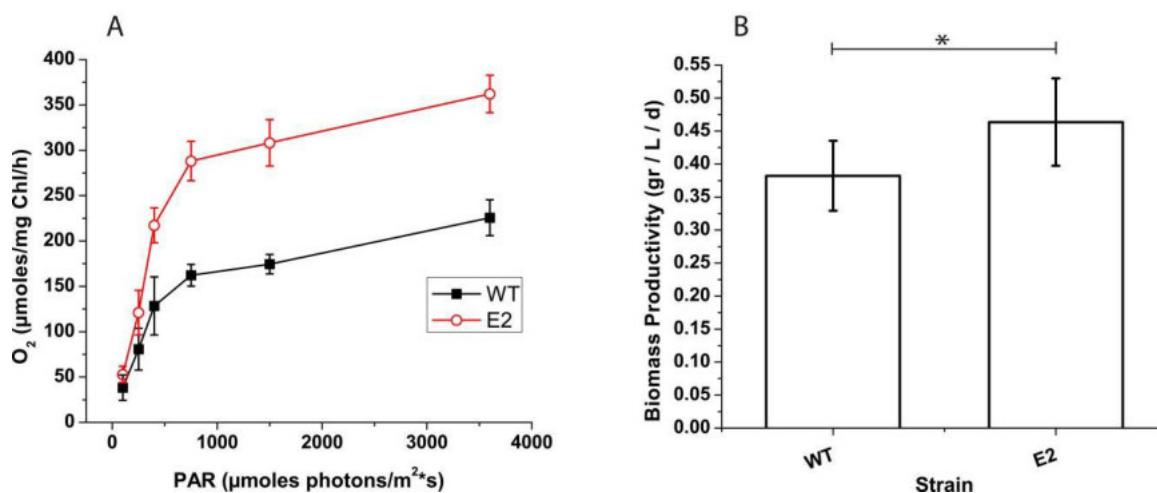 A
O₂ (µmoles/mg Chl/h)
400
350
300
250
200
150
100
50
0
0 1000 2000 3000 4000
PAR (µmoles photons/m²*s)
WT
E2
B
*
Biomass Productivity (gr / L / d)
0.55
0.50
0.45
0.40
0.35
0.30
0.25
0.20
0.15
0.10
0.05
0.00
WT E2
Strain